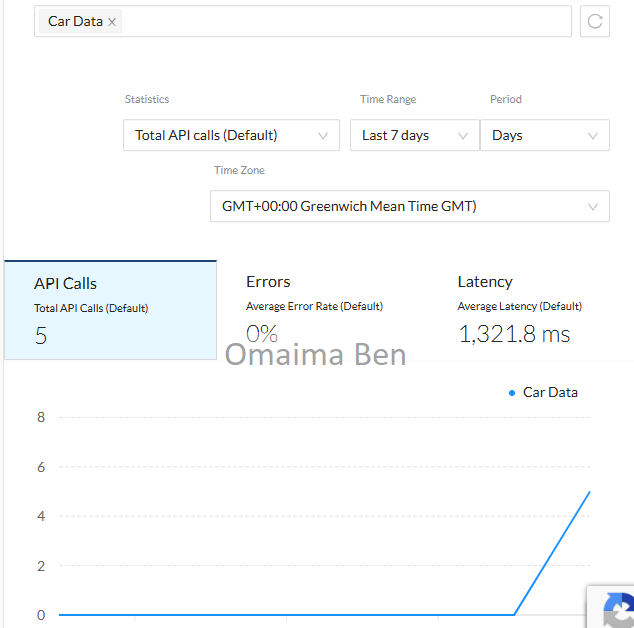 Car Data ×
Statistics Time Range Period
Total API calls (Default) Last 7 days Days
Time Zone
GMT+00:00 Greenwich Mean Time GMT)
API Calls Errors Latency
Total API Calls (Default) Average Error Rate (Default) Average Latency (Default)
5 0% 1,321.8 ms
Omaima Ben
Car Data
8
6
4
2
0